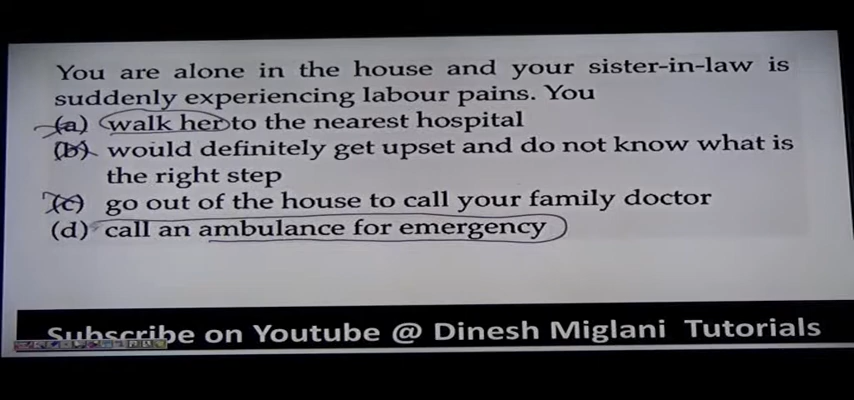 You are alone in the house and your sister-in-law is
suddenly experiencing labour pains. You
(a) walk her to the nearest hospital
(b) would definitely get upset and do not know what is
the right step
(c) go out of the house to call your family doctor
(d) call an ambulance for emergency
Subscribe on Youtube @ Dinesh Miglani Tutorials